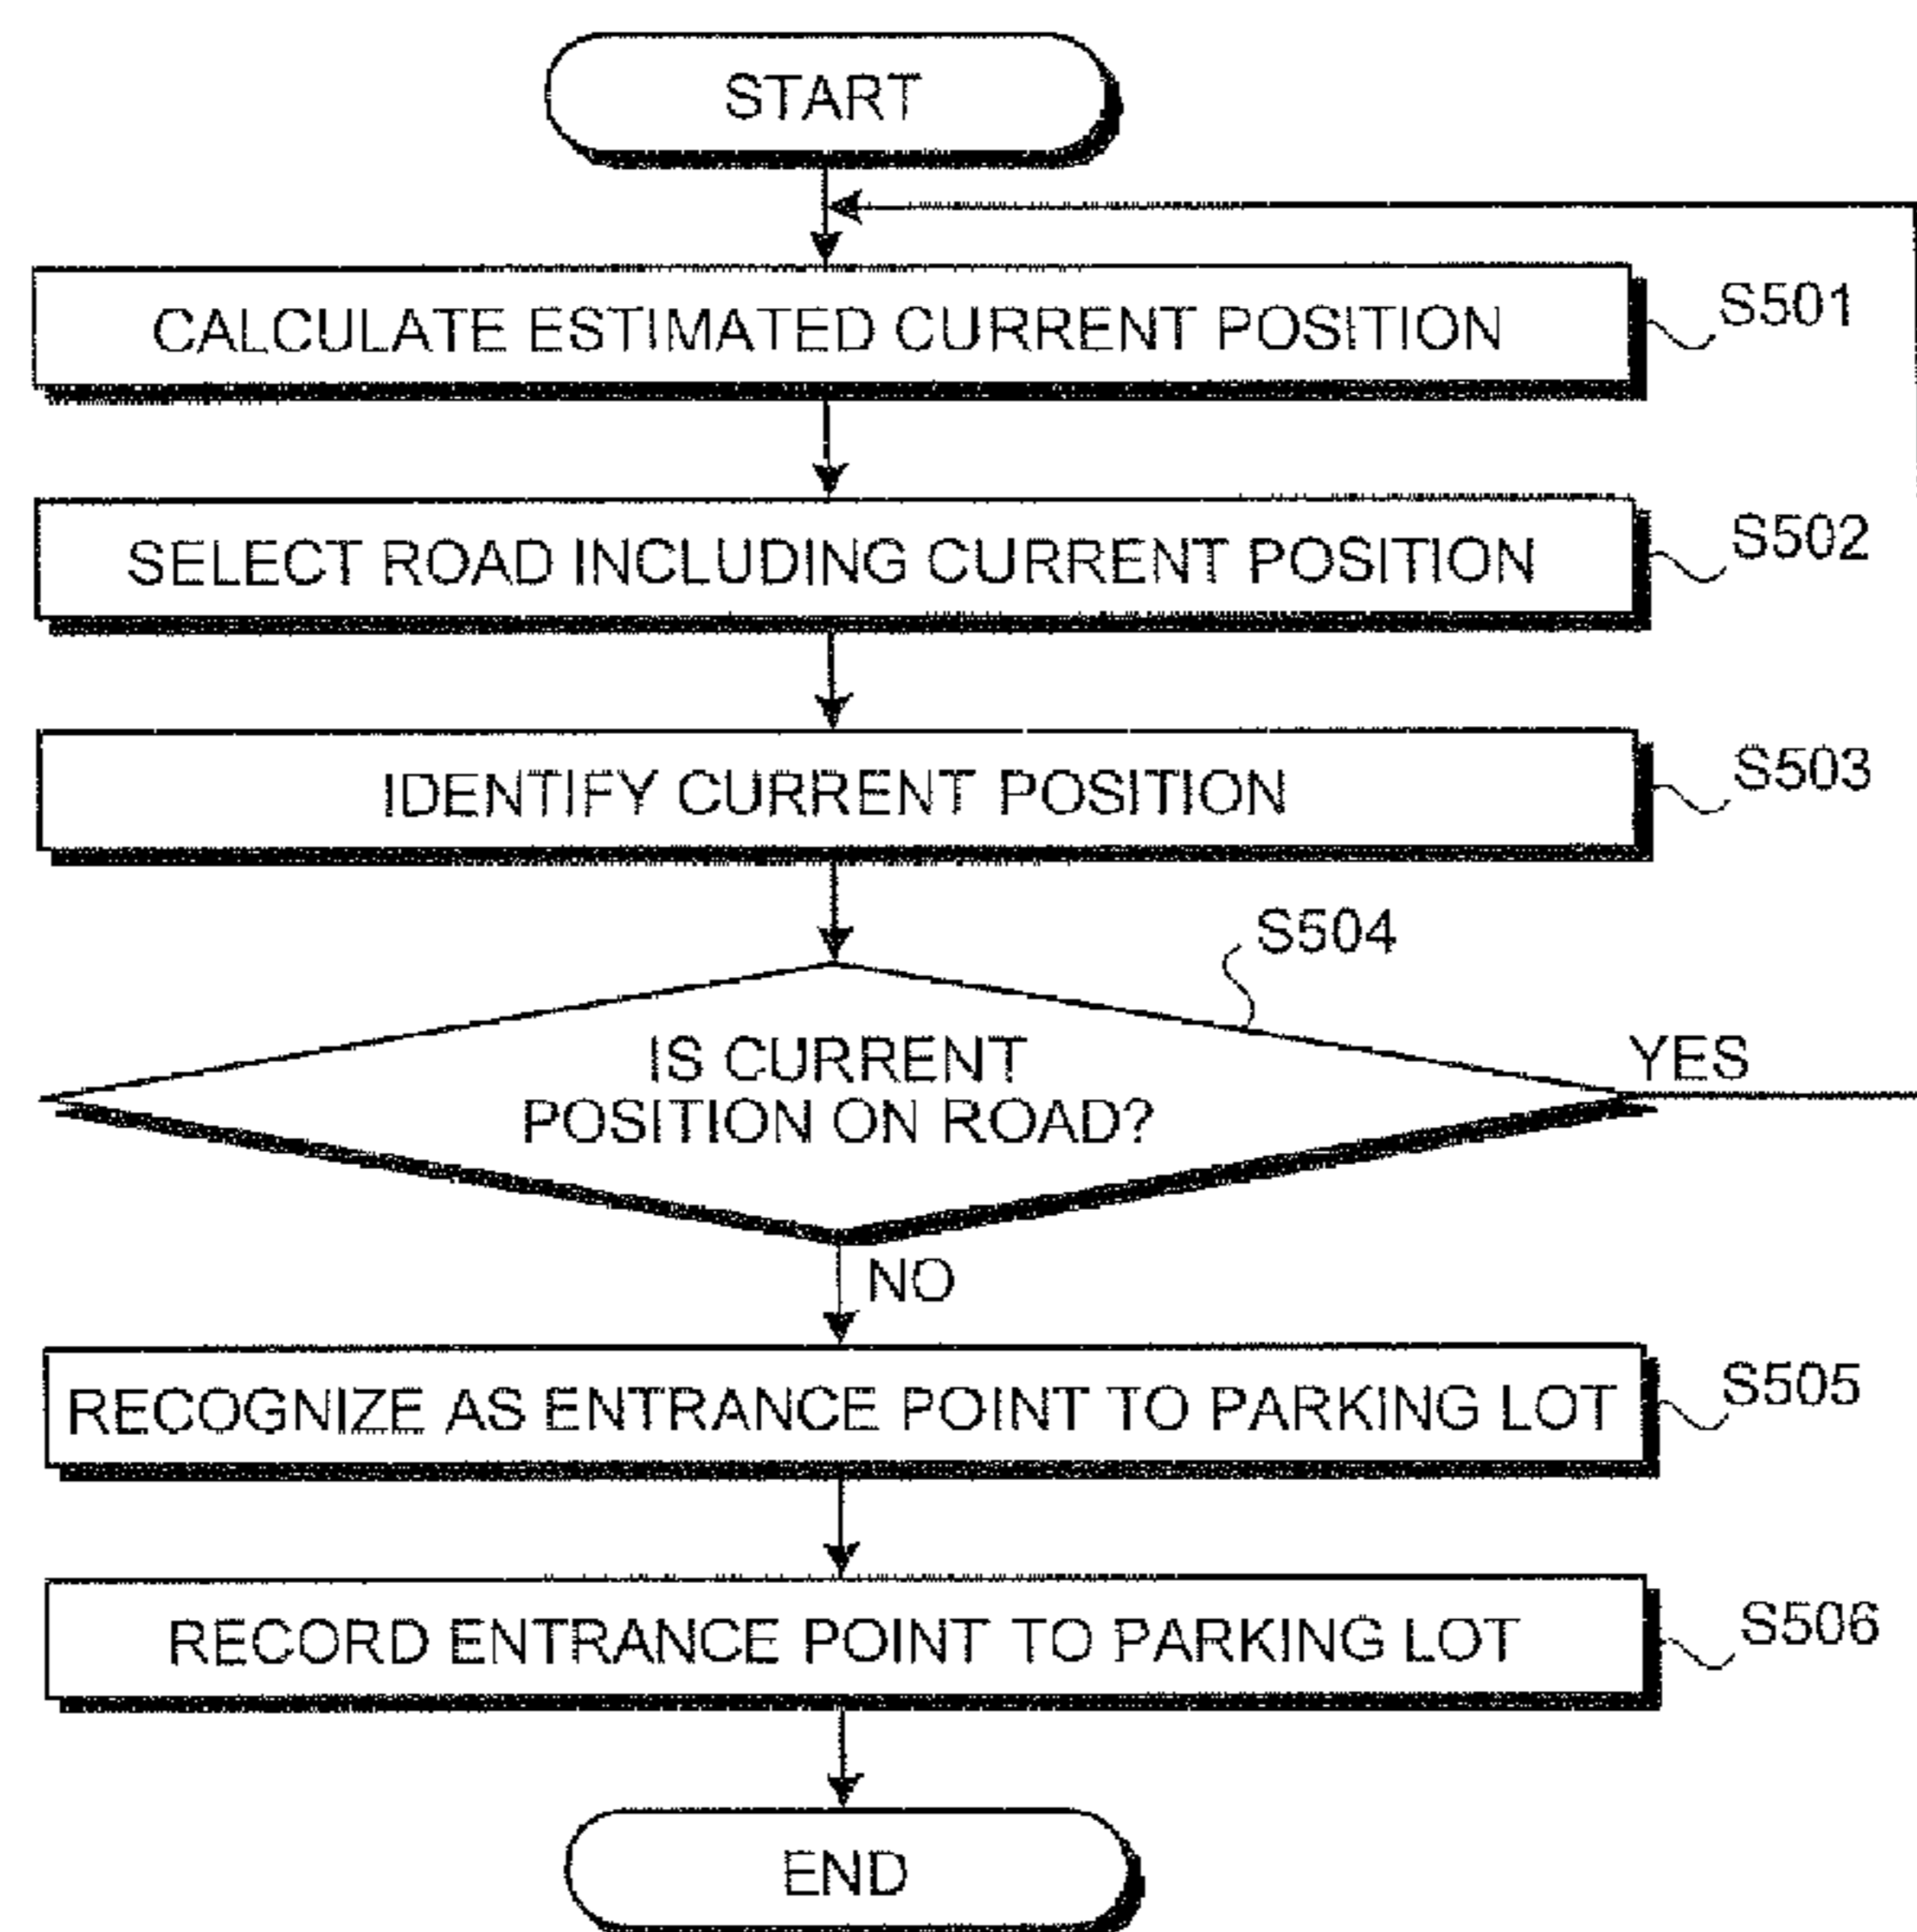 START
CALCULATE ESTIMATED CURRENT POSITION
S501
SELECT ROAD INCLUDING CURRENT POSITION
S502
IDENTIFY CURRENT POSITION
S503
S504
IS CURRENT
POSITION ON ROAD?
YES
NO
RECOGNIZE AS ENTRANCE POINT TO PARKING LOT
S505
RECORD ENTRANCE POINT TO PARKING LOT
S506
END